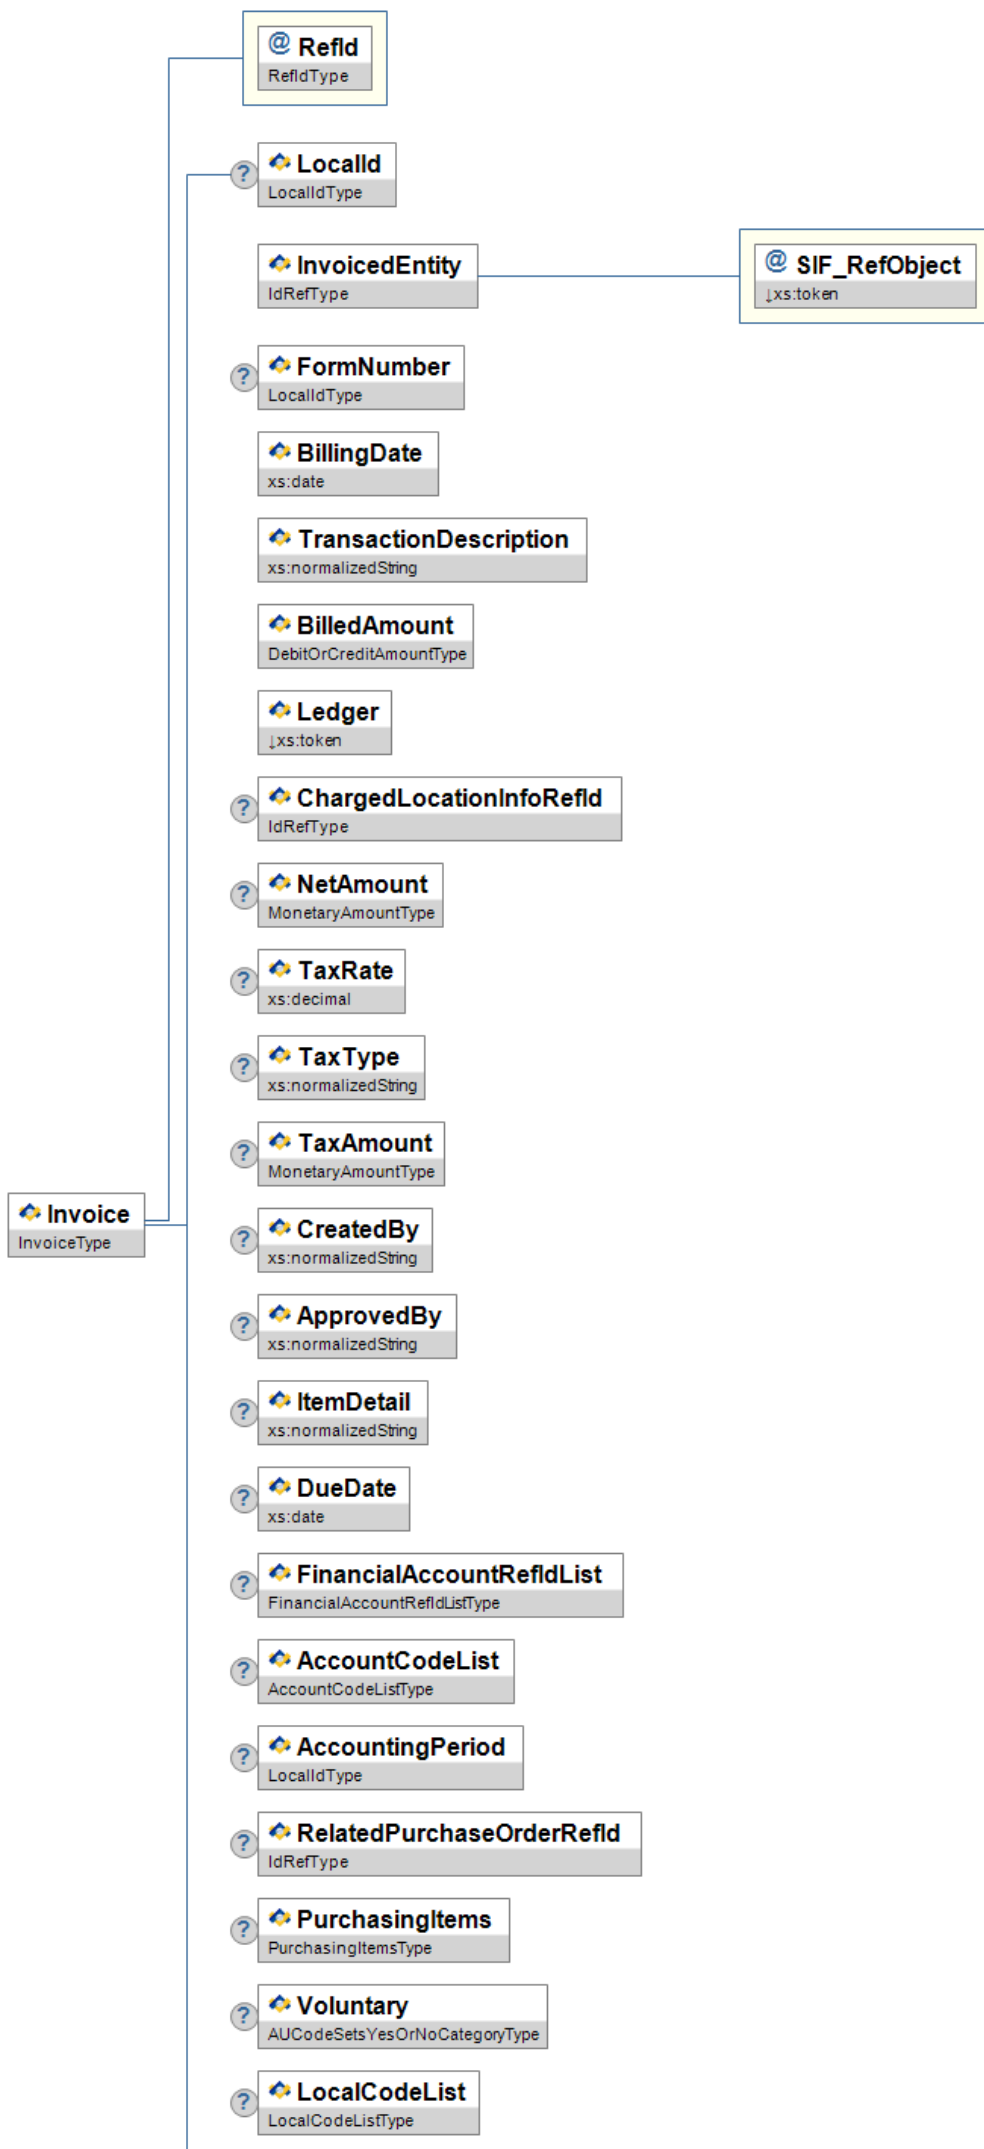 @ RefId
RefIdType
? LocalId
LocalIdType
InvoicedEntity
IdRefType
@ SIF_RefObject
↓xs:token
? FormNumber
LocalIdType
BillingDate
xs:date
TransactionDescription
xs:normalizedString
BilledAmount
DebitOrCreditAmountType
Ledger
↓xs:token
? ChargedLocationInfoRefId
IdRefType
? NetAmount
MonetaryAmountType
? TaxRate
xs:decimal
? TaxType
xs:normalizedString
? TaxAmount
MonetaryAmountType
Invoice
InvoiceType
? CreatedBy
xs:normalizedString
? ApprovedBy
xs:normalizedString
? ItemDetail
xs:normalizedString
? DueDate
xs:date
? FinancialAccountRefIdList
FinancialAccountRefIdListType
? AccountCodeList
AccountCodeListType
? AccountingPeriod
LocalIdType
? RelatedPurchaseOrderRefId
IdRefType
? PurchasingItems
PurchasingItemsType
? Voluntary
AUCodeSetsYesOrNoCategoryType
? LocalCodeList
LocalCodeListType